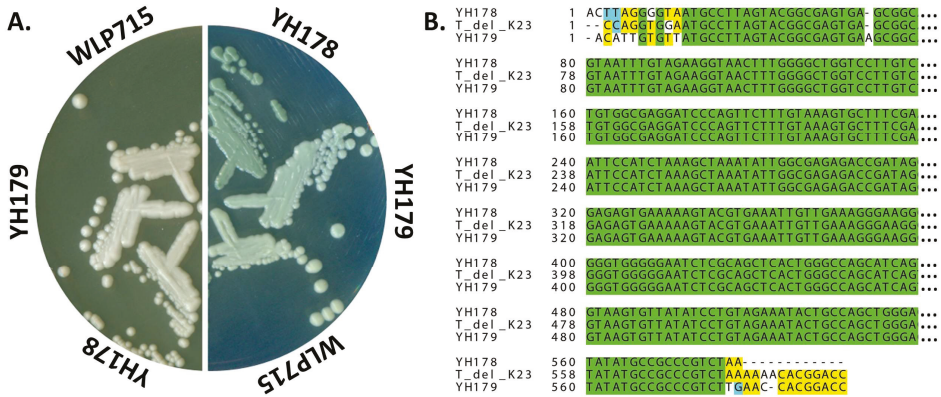 A.
WLP715
YH179
YH178
YH178
YH179
WLP715
B.
YH178 1 ACTTAGGGGTAATGCCTTAGTACGGCGAGTGA-GCGGC ...
T_del_K23 1 --CCAGGTGGAATGCCTTAGTACGGCGAGTGA-GCGGC ...
YH179 1 -ACATTGTGTTATGCCTTAGTACGGCGAGTGAAGCGGC ...
YH178 80 GTAATTTGTAGAAGGTAACTTTGGGGCTGGTCCTTGTC ...
T_del_K23 78 GTAATTTGTAGAAGGTAACTTTGGGGCTGGTCCTTGTC ...
YH179 80 GTAATTTGTAGAAGGTAACTTTGGGGCTGGTCCTTGTC ...
YH178 160 TGTGGCGAGGATCCCAGTTCTTTGTAAAGTGCTTTCGA ...
T_del_K23 158 TGTGGCGAGGATCCCAGTTCTTTGTAAAGTGCTTTCGA ...
YH179 160 TGTGGCGAGGATCCCAGTTCTTTGTAAAGTGCTTTCGA ...
YH178 240 ATTCCATCTAAAGCTAAATATTGGCGAGAGACCGATAG ...
T_del_K23 238 ATTCCATCTAAAGCTAAATATTGGCGAGAGACCGATAG ...
YH179 240 ATTCCATCTAAAGCTAAATATTGGCGAGAGACCGATAG ...
YH178 320 GAGAGTGAAAAAGTACGTGAAATTGTTGAAAGGGAAGG ...
T_del_K23 318 GAGAGTGAAAAAGTACGTGAAATTGTTGAAAGGGAAGG ...
YH179 320 GAGAGTGAAAAAGTACGTGAAATTGTTGAAAGGGAAGG ...
YH178 400 GGGTGGGGGAATCTCGCAGCTCACTGGGCCAGCATCAG ...
T_del_K23 398 GGGTGGGGGAATCTCGCAGCTCACTGGGCCAGCATCAG ...
YH179 400 GGGTGGGGGAATCTCGCAGCTCACTGGGCCAGCATCAG ...
YH178 480 GTAAGTGTTATATCCTGTAGAAATACTGCCAGCTGGGA ...
T_del_K23 478 GTAAGTGTTATATCCTGTAGAAATACTGCCAGCTGGGA ...
YH179 480 GTAAGTGTTATATCCTGTAGAAATACTGCCAGCTGGGA ...
YH178 560 TATATGCCGCCCGTCTAA------------
T_del_K23 558 TATATGCCGCCCGTCTAAAAAACACGGACC
YH179 560 TATATGCCGCCCGTCTTGAAC-CACGGACC